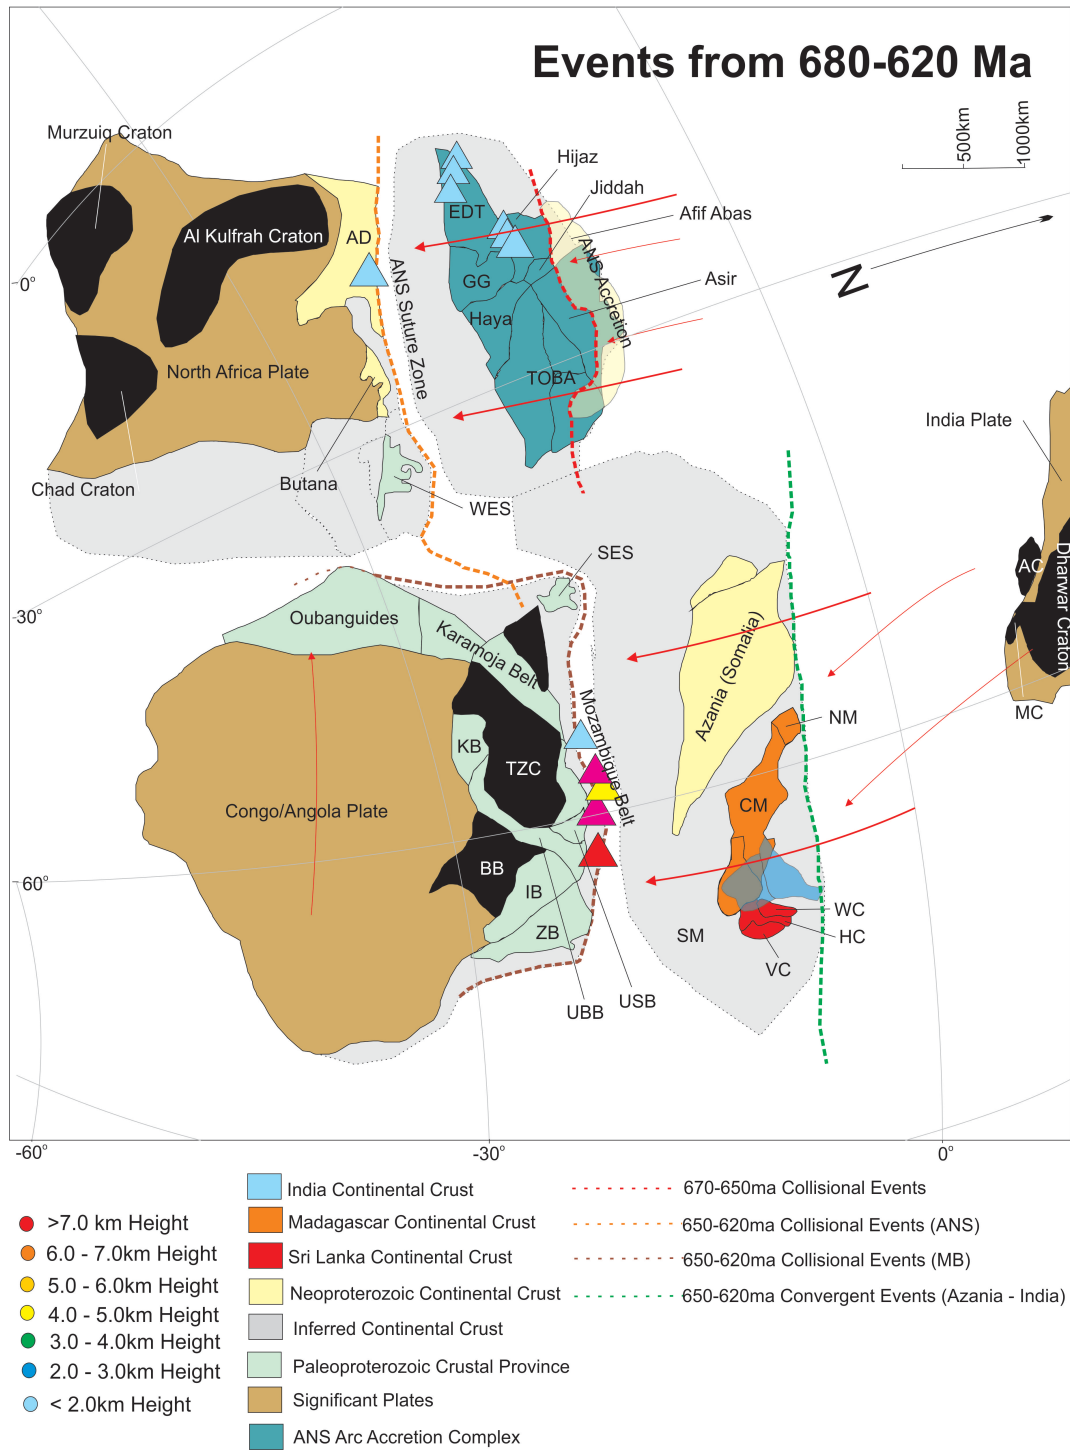 Events from 680-620 Ma
500km
1000km
Murzuiq Craton
Hijaz
Jiddah
Afif Abas
EDT
Al Kulfrah Craton
AD
ANS Accretion
Asir
N
0°
GG
ANS Suture Zone
Haya
North Africa Plate
TOBA
India Plate
Chad Craton
Butana
WES
SES
AC
Dharwar Craton
-30°
Oubanguides
Karamoja Belt
Azania (Somalia)
Mozambique Belt
MC
NM
KB
TZC
CM
Congo/Angola Plate
BB
-60°
IB
ZB
SM
WC
HC
VC
USB
UBB
-60°
-30°
0°
>7.0 km Height
6.0 - 7.0km Height
5.0 - 6.0km Height
4.0 - 5.0km Height
3.0 - 4.0km Height
2.0 - 3.0km Height
< 2.0km Height
India Continental Crust
Madagascar Continental Crust
Sri Lanka Continental Crust
Neoproterozoic Continental Crust
Inferred Continental Crust
Paleoproterozoic Crustal Province
Significant Plates
ANS Arc Accretion Complex
670-650ma Collisional Events
650-620ma Collisional Events (ANS)
650-620ma Collisional Events (MB)
650-620ma Convergent Events (Azania - India)